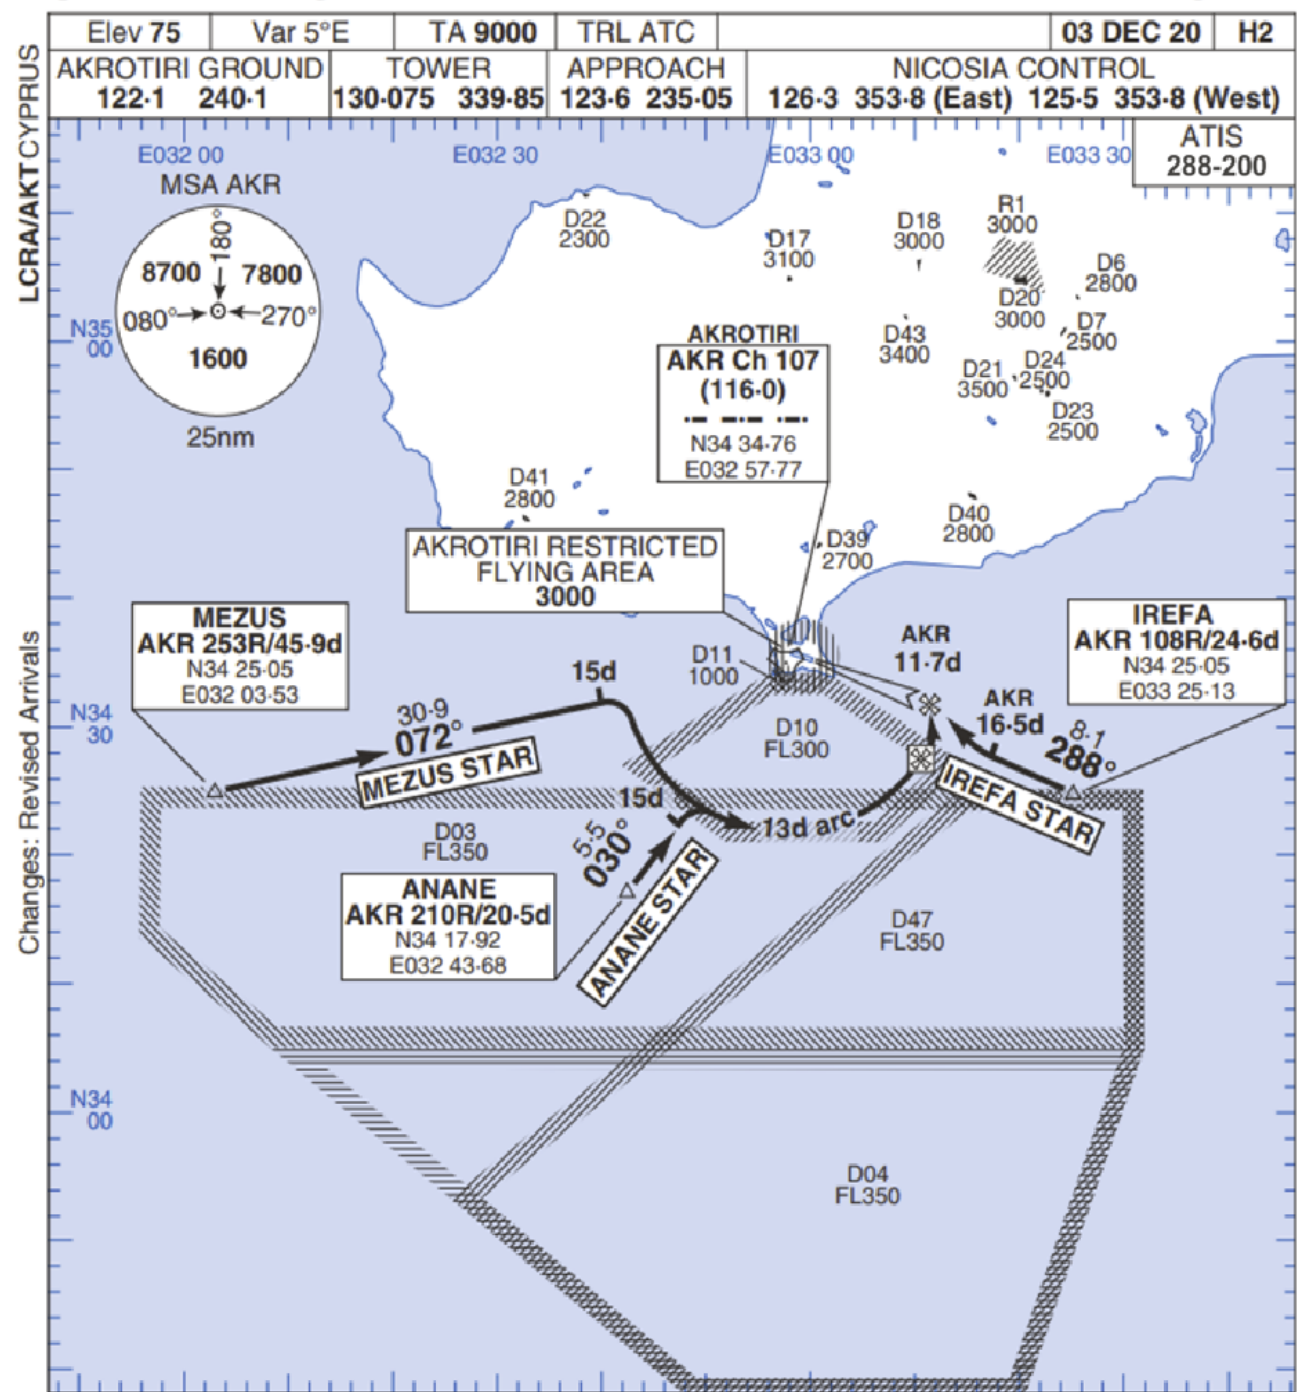 Elev 75
Var 5°E
TA 9000
TRL ATC
03 DEC 20
H2
AKROTIRI GROUND
122·1 240·1
TOWER
130·075 339·85
APPROACH
123·6 235·05
NICOSIA CONTROL
126·3 353·8 (East) 125·5 353·8 (West)
ATIS
288-200
LCRA/AKT CYPRUS
Changes: Revised Arrivals
E032 00
E032 30
E033 00
E033 30
MSA AKR
180°
8700
7800
080°
270°
1600
25nm
N35
00
D22
2300
D17
3100
D18
3000
R1
3000
D6
2800
D20
3000
D7
2500
D43
3400
D24
2500
D21
3500
D23
2500
AKROTIRI
AKR Ch 107
(116·0)
N34 34·76
E032 57·77
D41
2800
D40
2800
D39
2700
AKROTIRI RESTRICTED
FLYING AREA
3000
MEZUS
AKR 253R/45·9d
N34 25·05
E032 03·53
IREFA
AKR 108R/24·6d
N34 25·05
E033 25·13
AKR
11·7d
D11
1000
15d
AKR
16·5d
N34
30
30·9
072°
MEZUS STAR
D10
FL300
8·1
288°
IREFA STAR
15d
13d arc
D03
FL350
5·5
030°
ANANE STAR
ANANE
AKR 210R/20·5d
N34 17·92
E032 43·68
D47
FL350
N34
00
D04
FL350